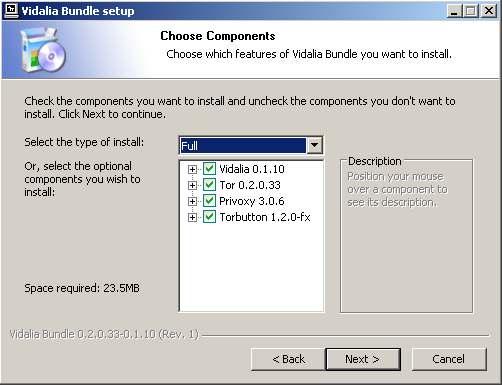 Vidalia Bundle setup
Choose Components
Choose which features of Vidalia Bundle you want to install.
Check the components you want to install and uncheck the components you don't want to
install. Click Next to continue.
Select the type of install:
Full
Or, select the optional
components you wish to
install:
Vidalia 0.1.10
Tor 0.2.0.33
Privoxy 3.0.6
Torbutton 1.2.0-fx
Description
Position your mouse
over a component to
see its description.
Space required: 23.5MB
Vidalia Bundle 0.2.0.33-0.1.10 (Rev. 1)
< Back
Next >
Cancel